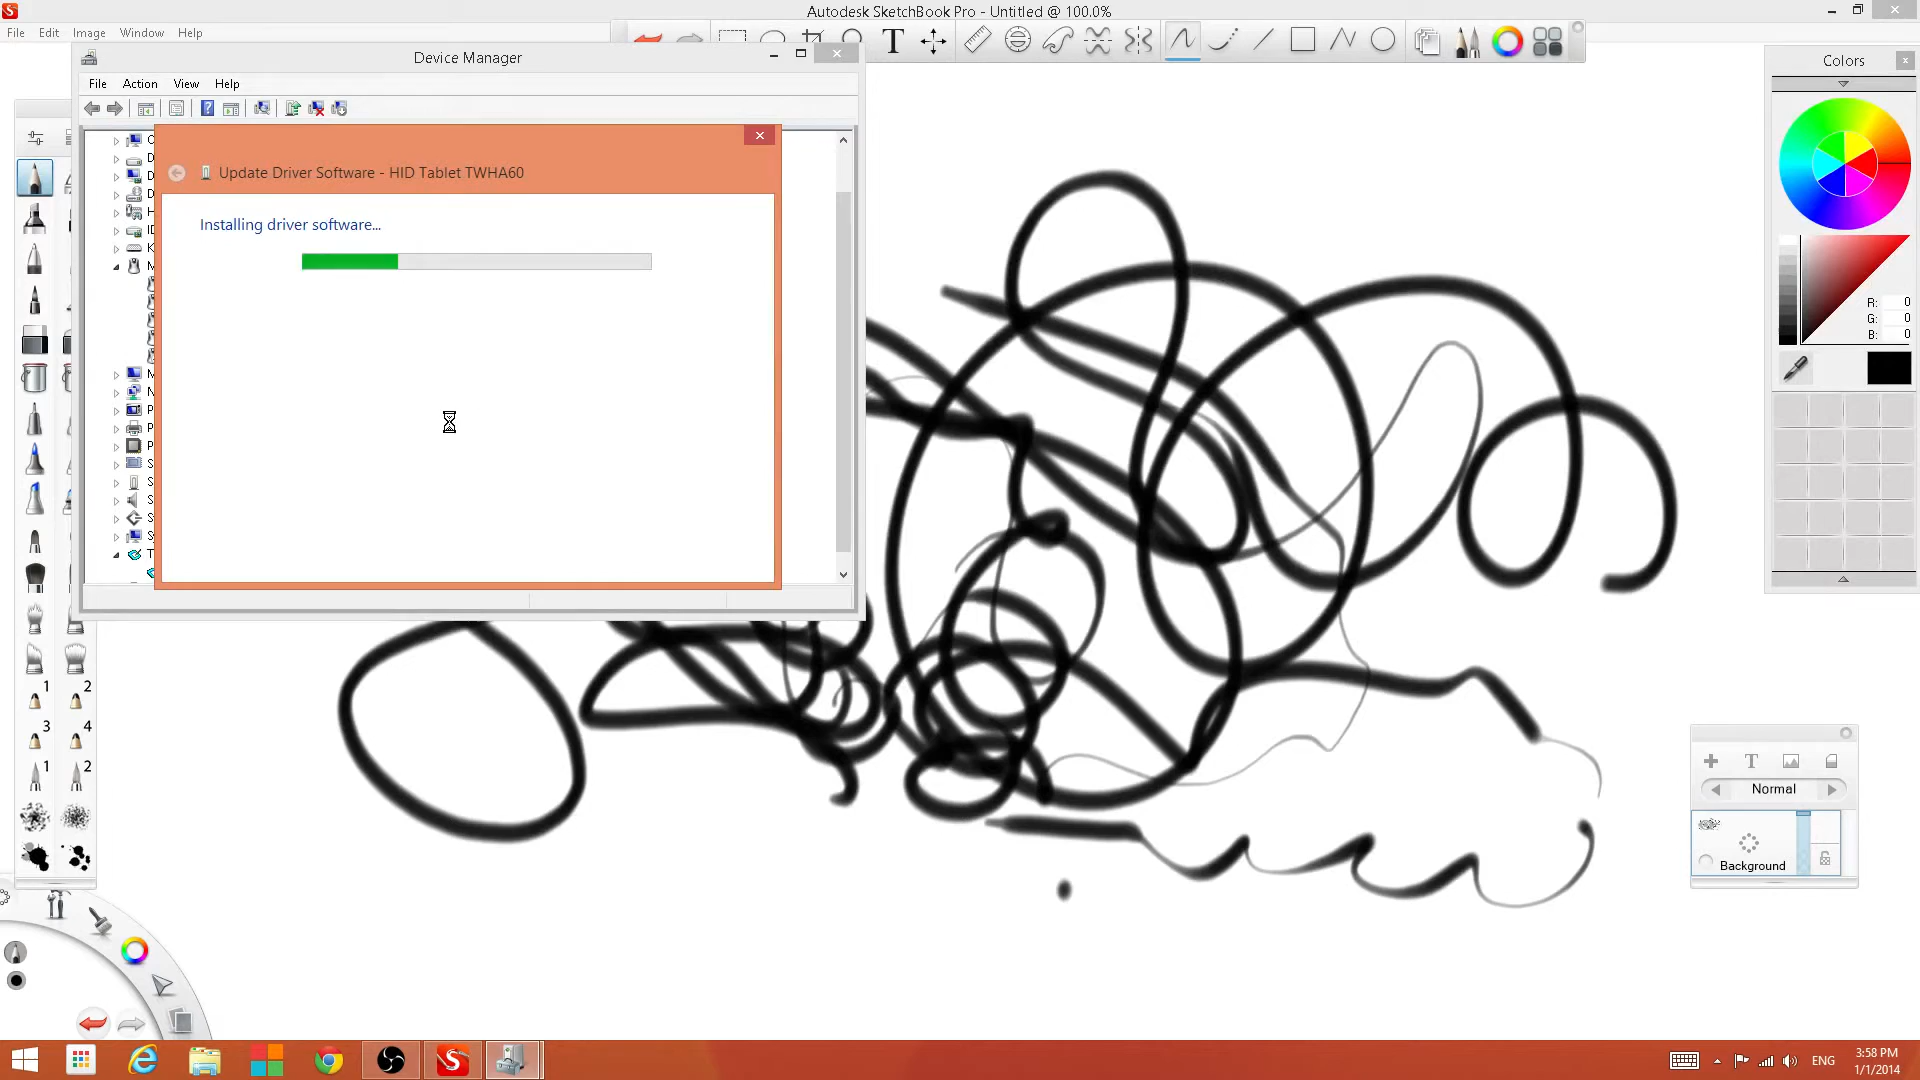 Autodesk SketchBook Pro - Untitled @ 100.0%
File Edit Image Window Help
T
Device Manager
File Action View Help
Update Driver Software - HID Tablet TWHA60
Installing driver software...
Colors
R: 0
G: 0
B: 0
1 2
3 4
1 2
T
Normal
Background
ENG
3:58 PM
1/1/2014